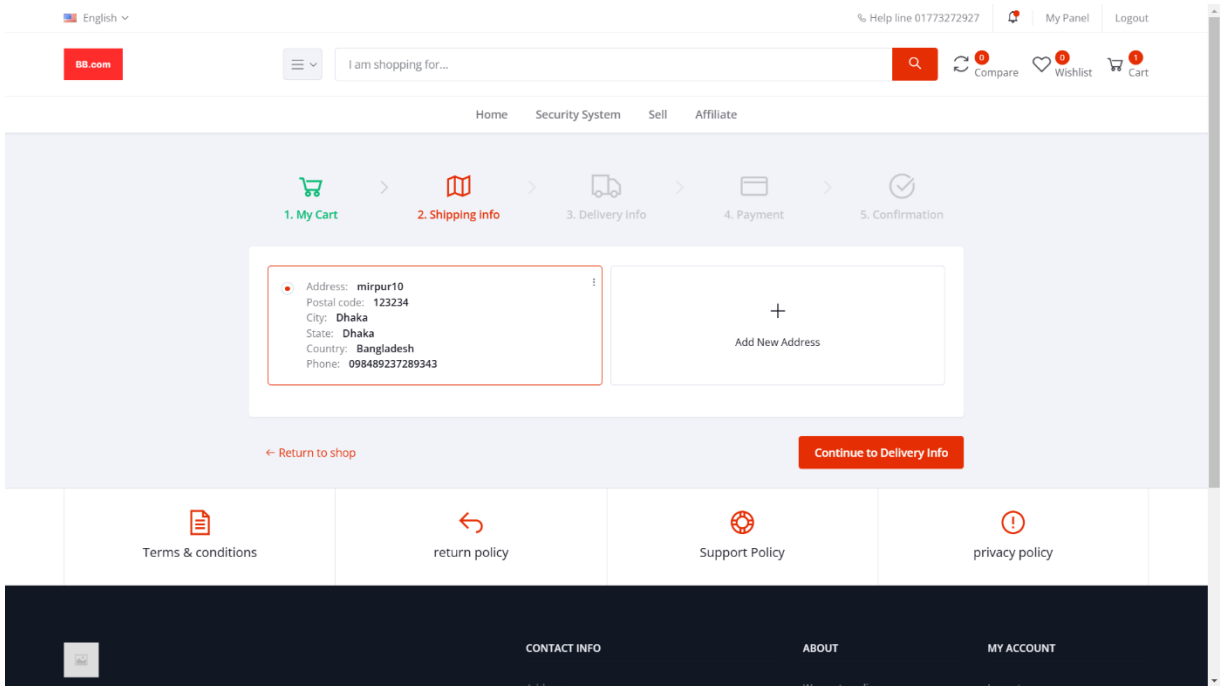 English
Help line 01773272927
My Panel
Logout
BB.com
I am shopping for...
0
Compare
0
Wishlist
1
Cart
Home
Security System
Sell
Affiliate
1. My Cart
2. Shipping info
3. Delivery info
4. Payment
5. Confirmation
Address: mirpur10
Postal code: 123234
City: Dhaka
State: Dhaka
Country: Bangladesh
Phone: 098489237289343
Add New Address
Return to shop
Continue to Delivery Info
Terms & conditions
return policy
Support Policy
privacy policy
CONTACT INFO
ABOUT
MY ACCOUNT